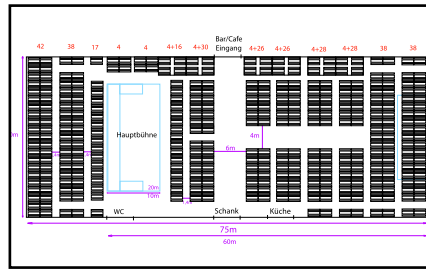 Bar/Cafe
Eingang
42 38 17 4 4 4+16 4+30 4+26 4+26 4+28 4+28 38 38
Hauptbühne
4m
6m
20m
10m
WC Schank Küche
75m
60m